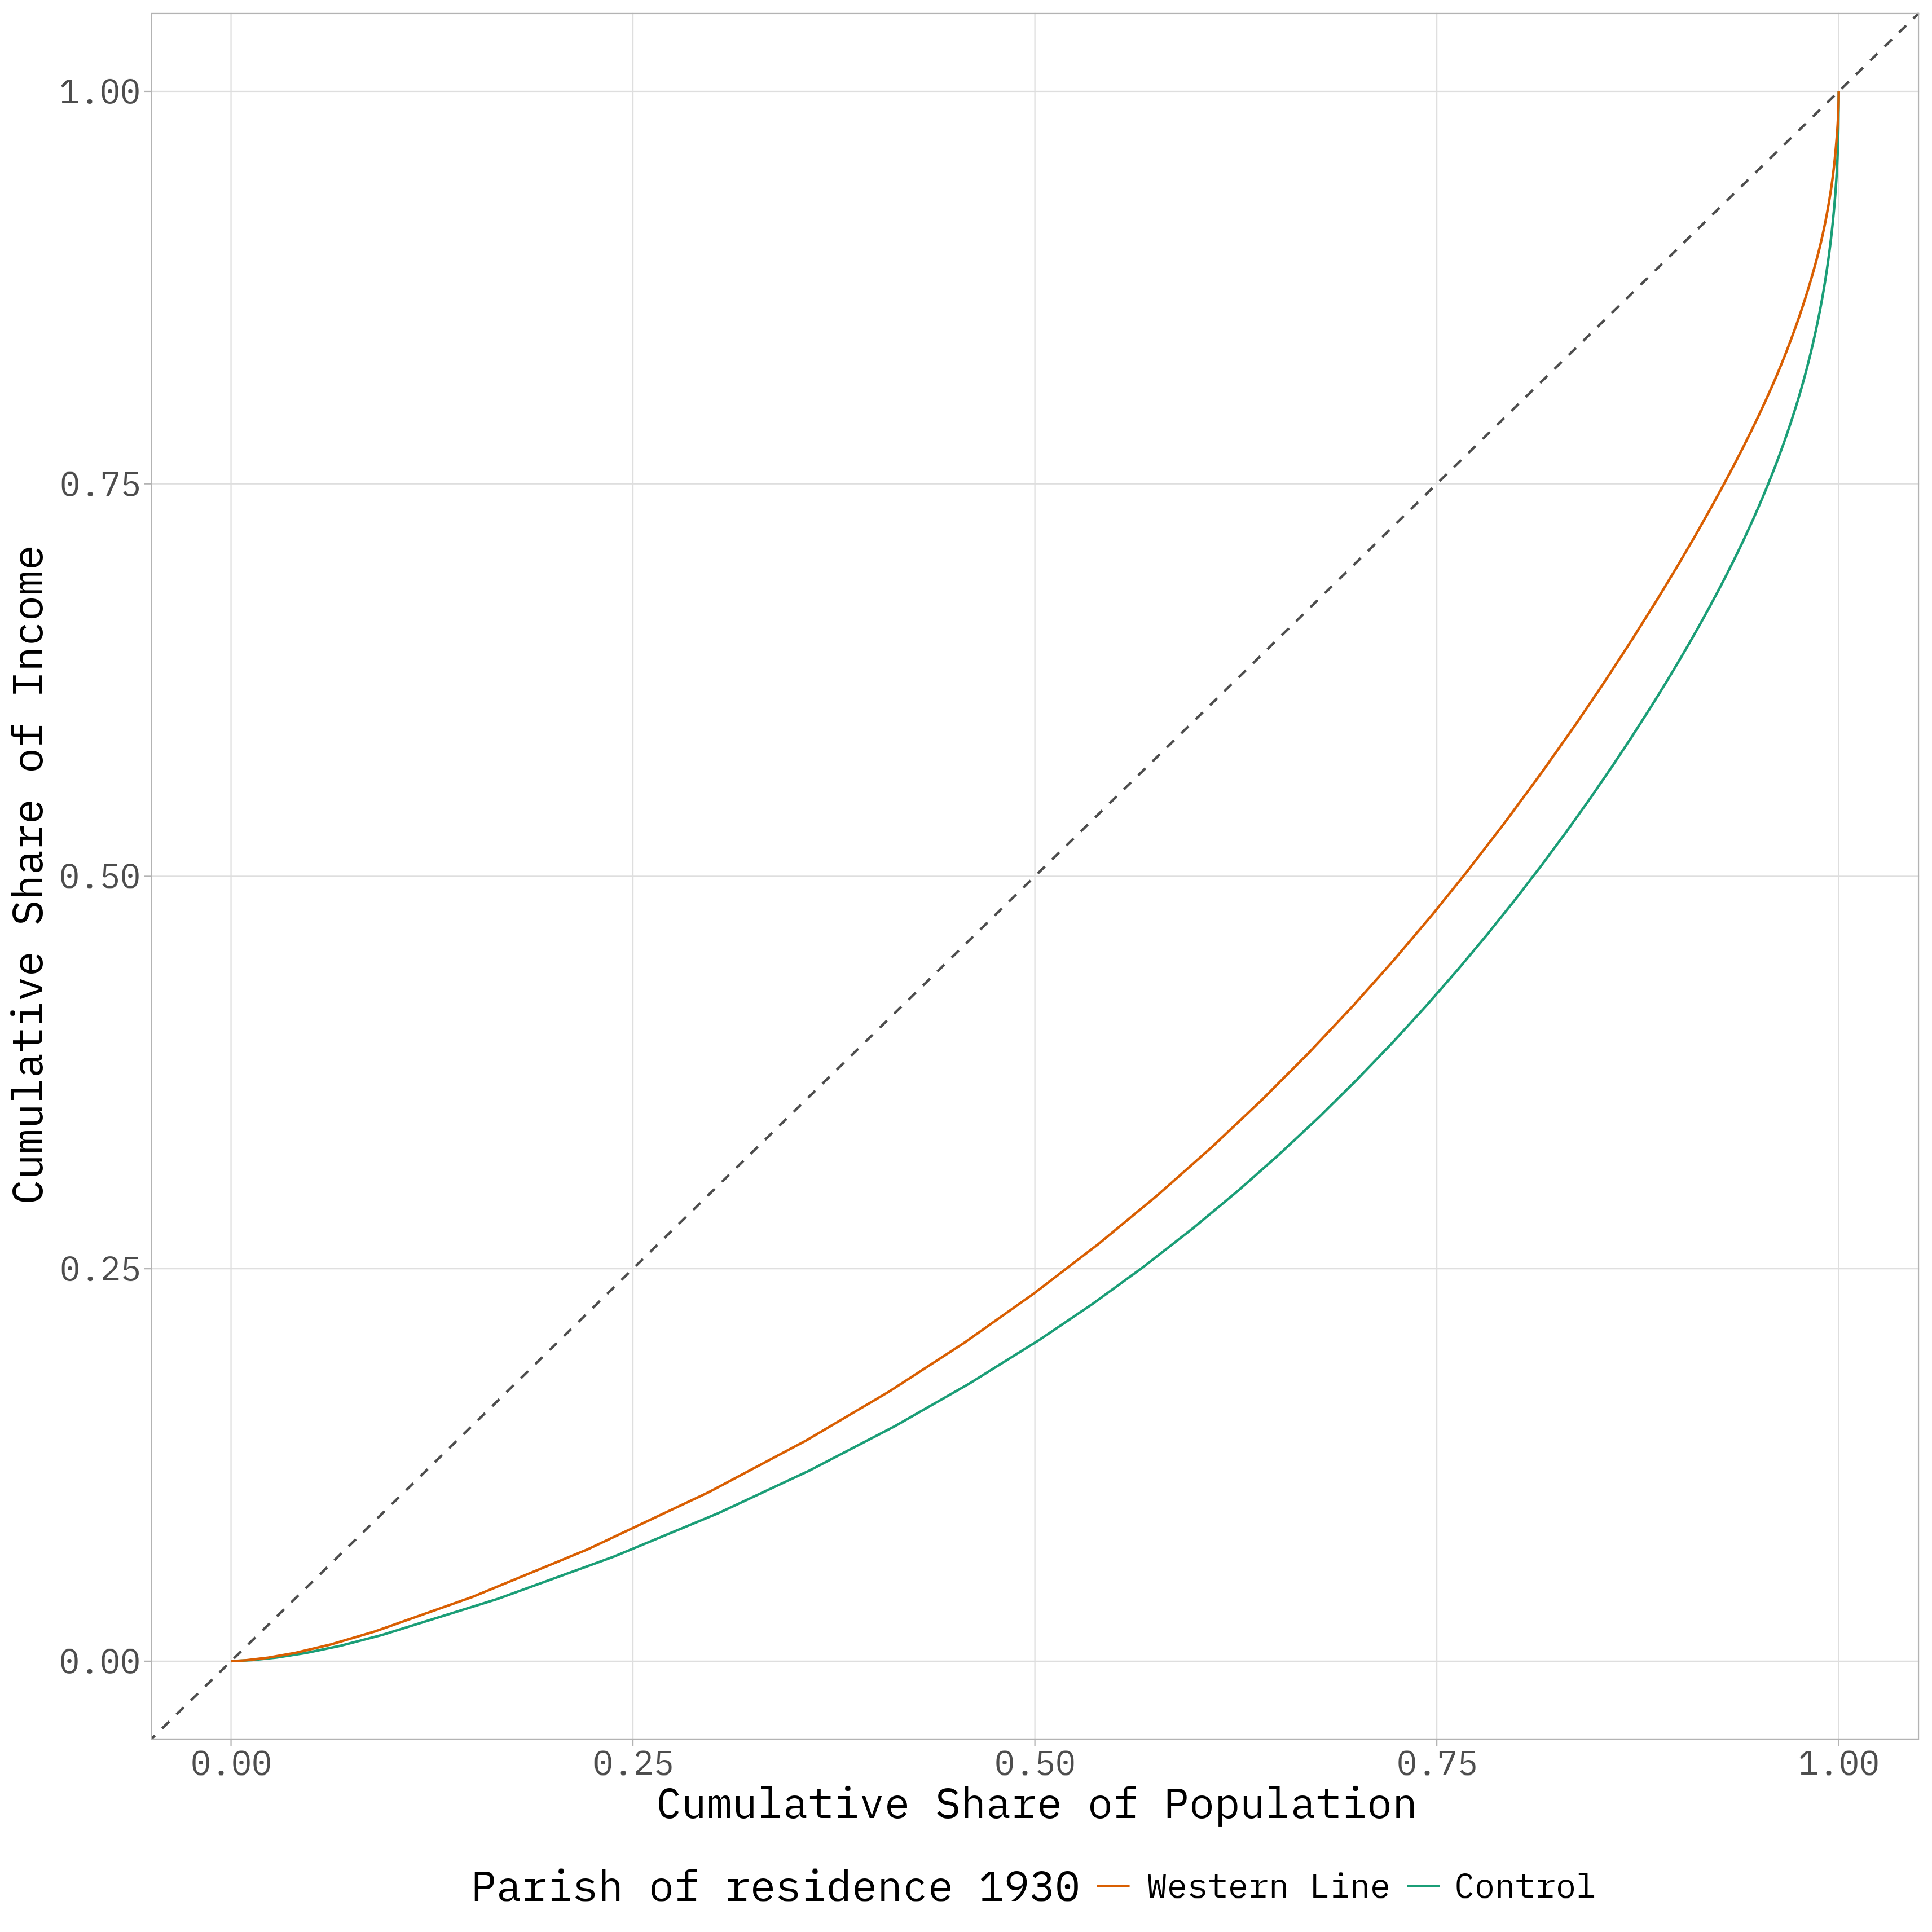 1.00
0.75
0.50
0.25
0.00
Cumulative Share of Income
0.00 0.25 0.50 0.75 1.00
Cumulative Share of Population
Parish of residence 1930 Western Line Control